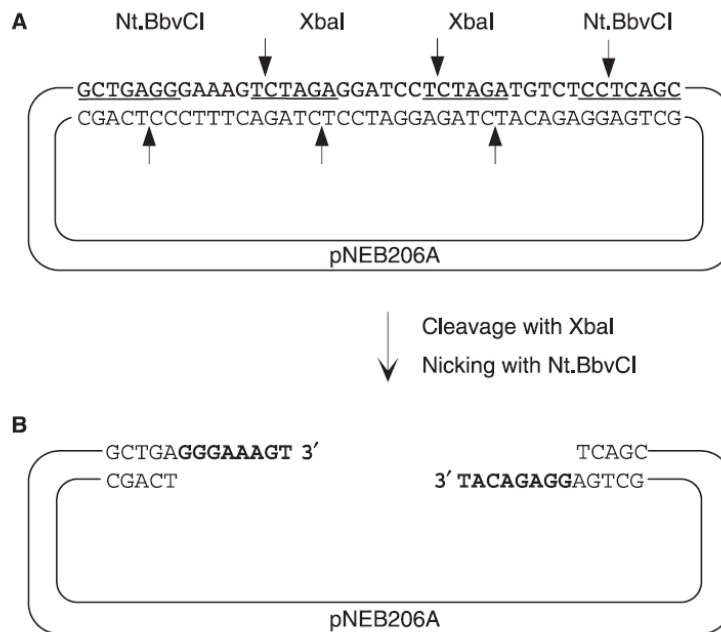 A
Nt.BbvCI XbaI XbaI Nt.BbvCI
GCTGAGGGAAAGTCTAGAGGATCCTCTAGATGTCTCCTCAGC
CGACTCCCTTTCAGATCTCCTAGGAGATCTACAGAGGAGTCG
pNEB206A
Cleavage with XbaI
Nicking with Nt.BbvCI
B
GCTGAGGGAAAGT 3′ TCAGC
CGACT 3′ TACAGAGGAGTCG
pNEB206A